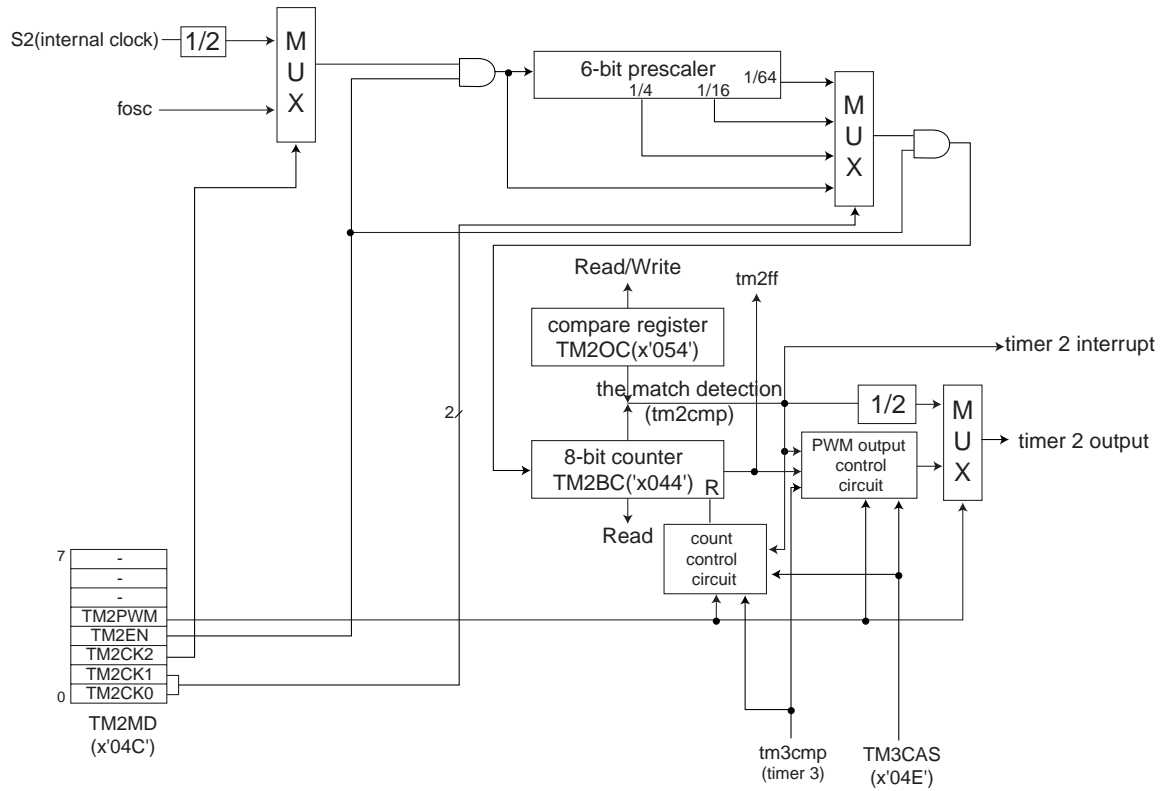 S2(internal clock)
1/2
M
U
X
fosc
6-bit prescaler
1/64
1/4
1/16
M
U
X
Read/Write
tm2ff
compare register
TM2OC(x'054')
timer 2 interrupt
the match detection
(tm2cmp)
2
1/2
M
U
X
timer 2 output
8-bit counter
TM2BC('x044')
R
PWM output
control
circuit
Read
count
control
circuit
7
-
-
-
TM2PWM
TM2EN
TM2CK2
TM2CK1
0
TM2CK0
TM2MD
(x'04C')
tm3cmp
(timer 3)
TM3CAS
(x'04E')